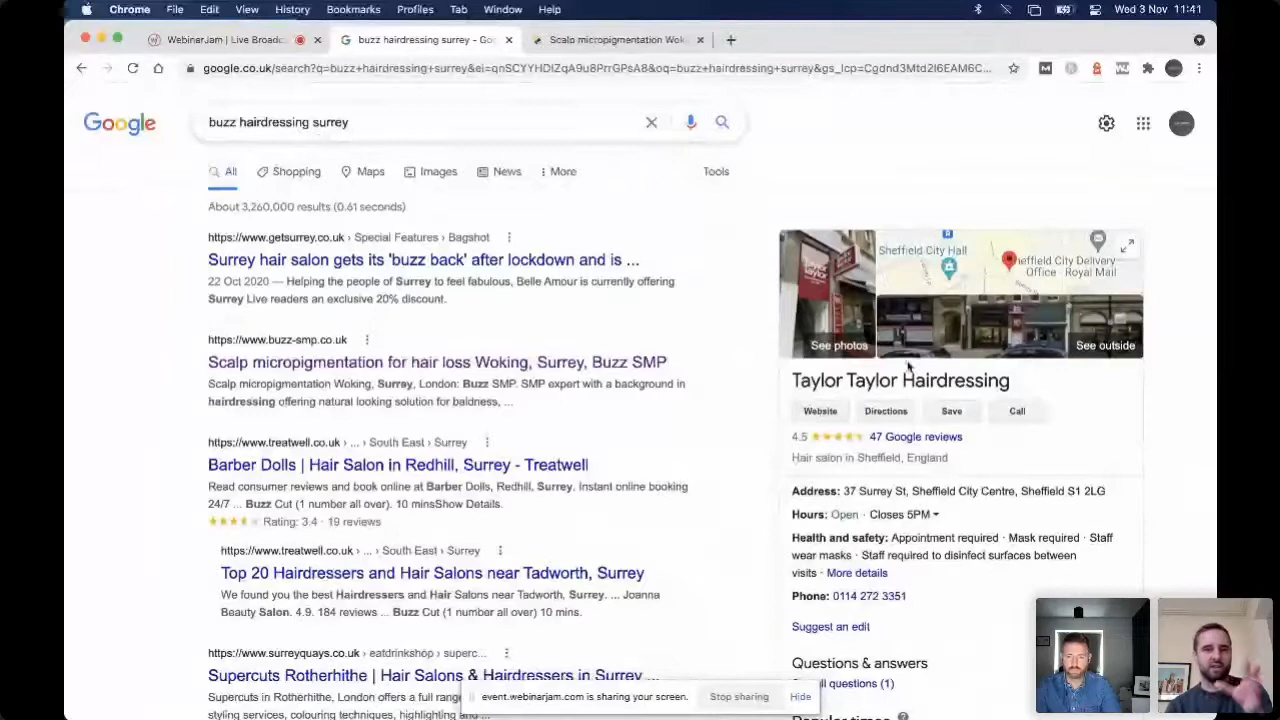 Chrome File Edit View History Bookmarks Profiles Tab Window Help Wed 3 Nov 11:41
WebinarJam | Live Broadc
buzz hairdressing surrey - Goo
Scalp micropigmentation Wok
google.co.uk/search?q=buzz+hairdressing+surrey&ei=
Google
buzz hairdressing surrey
All Shopping Maps Images News More Tools
About 3,260,000 results (0.61 seconds)
https://www.getsurrey.co.uk › Special Features › Bagshot
Surrey hair salon gets its 'buzz back' after lockdown and is ...
22 Oct 2020 — Helping the people of Surrey to feel fabulous, Belle Amour is currently offering
Surrey Live readers an exclusive 20% discount.
https://www.buzz-smp.co.uk
Scalp micropigmentation for hair loss Woking, Surrey, Buzz SMP
Scalp micropigmentation Woking, Surrey, London: Buzz SMP. SMP expert with a background in
hairdressing offering natural looking solution for baldness, ...
https://www.treatwell.co.uk › ... › South East › Surrey
Barber Dolls | Hair Salon in Redhill, Surrey - Treatwell
Read consumer reviews and book online at Barber Dolls, Redhill, Surrey. Instant online booking
24/7 ... Buzz Cut (1 number all over). 10 minsShow Details.
Rating: 3.4 · 19 reviews
https://www.treatwell.co.uk › ... › South East › Surrey
Top 20 Hairdressers and Hair Salons near Tadworth, Surrey
We found you the best Hairdressers and Hair Salons near Tadworth, Surrey. ... Joanna
Beauty Salon. 4.9. 184 reviews ... Buzz Cut (1 number all over) 10 mins.
https://www.surreyquays.co.uk › eatdrinkshop › superc...
Supercuts Rotherhithe | Hair Salons & Hairdressers in Surrey ...
Supercuts in Rotherhithe, London offers a full range
styling services, colouring techniques, highlighting
Sheffield City Hall
heffield City Delivery
Office - Royal Mail
See photos
See outside
Taylor Taylor Hairdressing
Website Directions Save Call
4.5 47 Google reviews
Hair salon in Sheffield, England
Address: 37 Surrey St, Sheffield City Centre, Sheffield S1 2LG
Hours: Open · Closes 5PM
Health and safety: Appointment required · Mask required · Staff
wear masks · Staff required to disinfect surfaces between
visits · More details
Phone: 0114 272 3351
Suggest an edit
Questions & answers
ll questions (1)
Popular times
event.webinarjam.com is sharing your screen. Stop sharing Hide